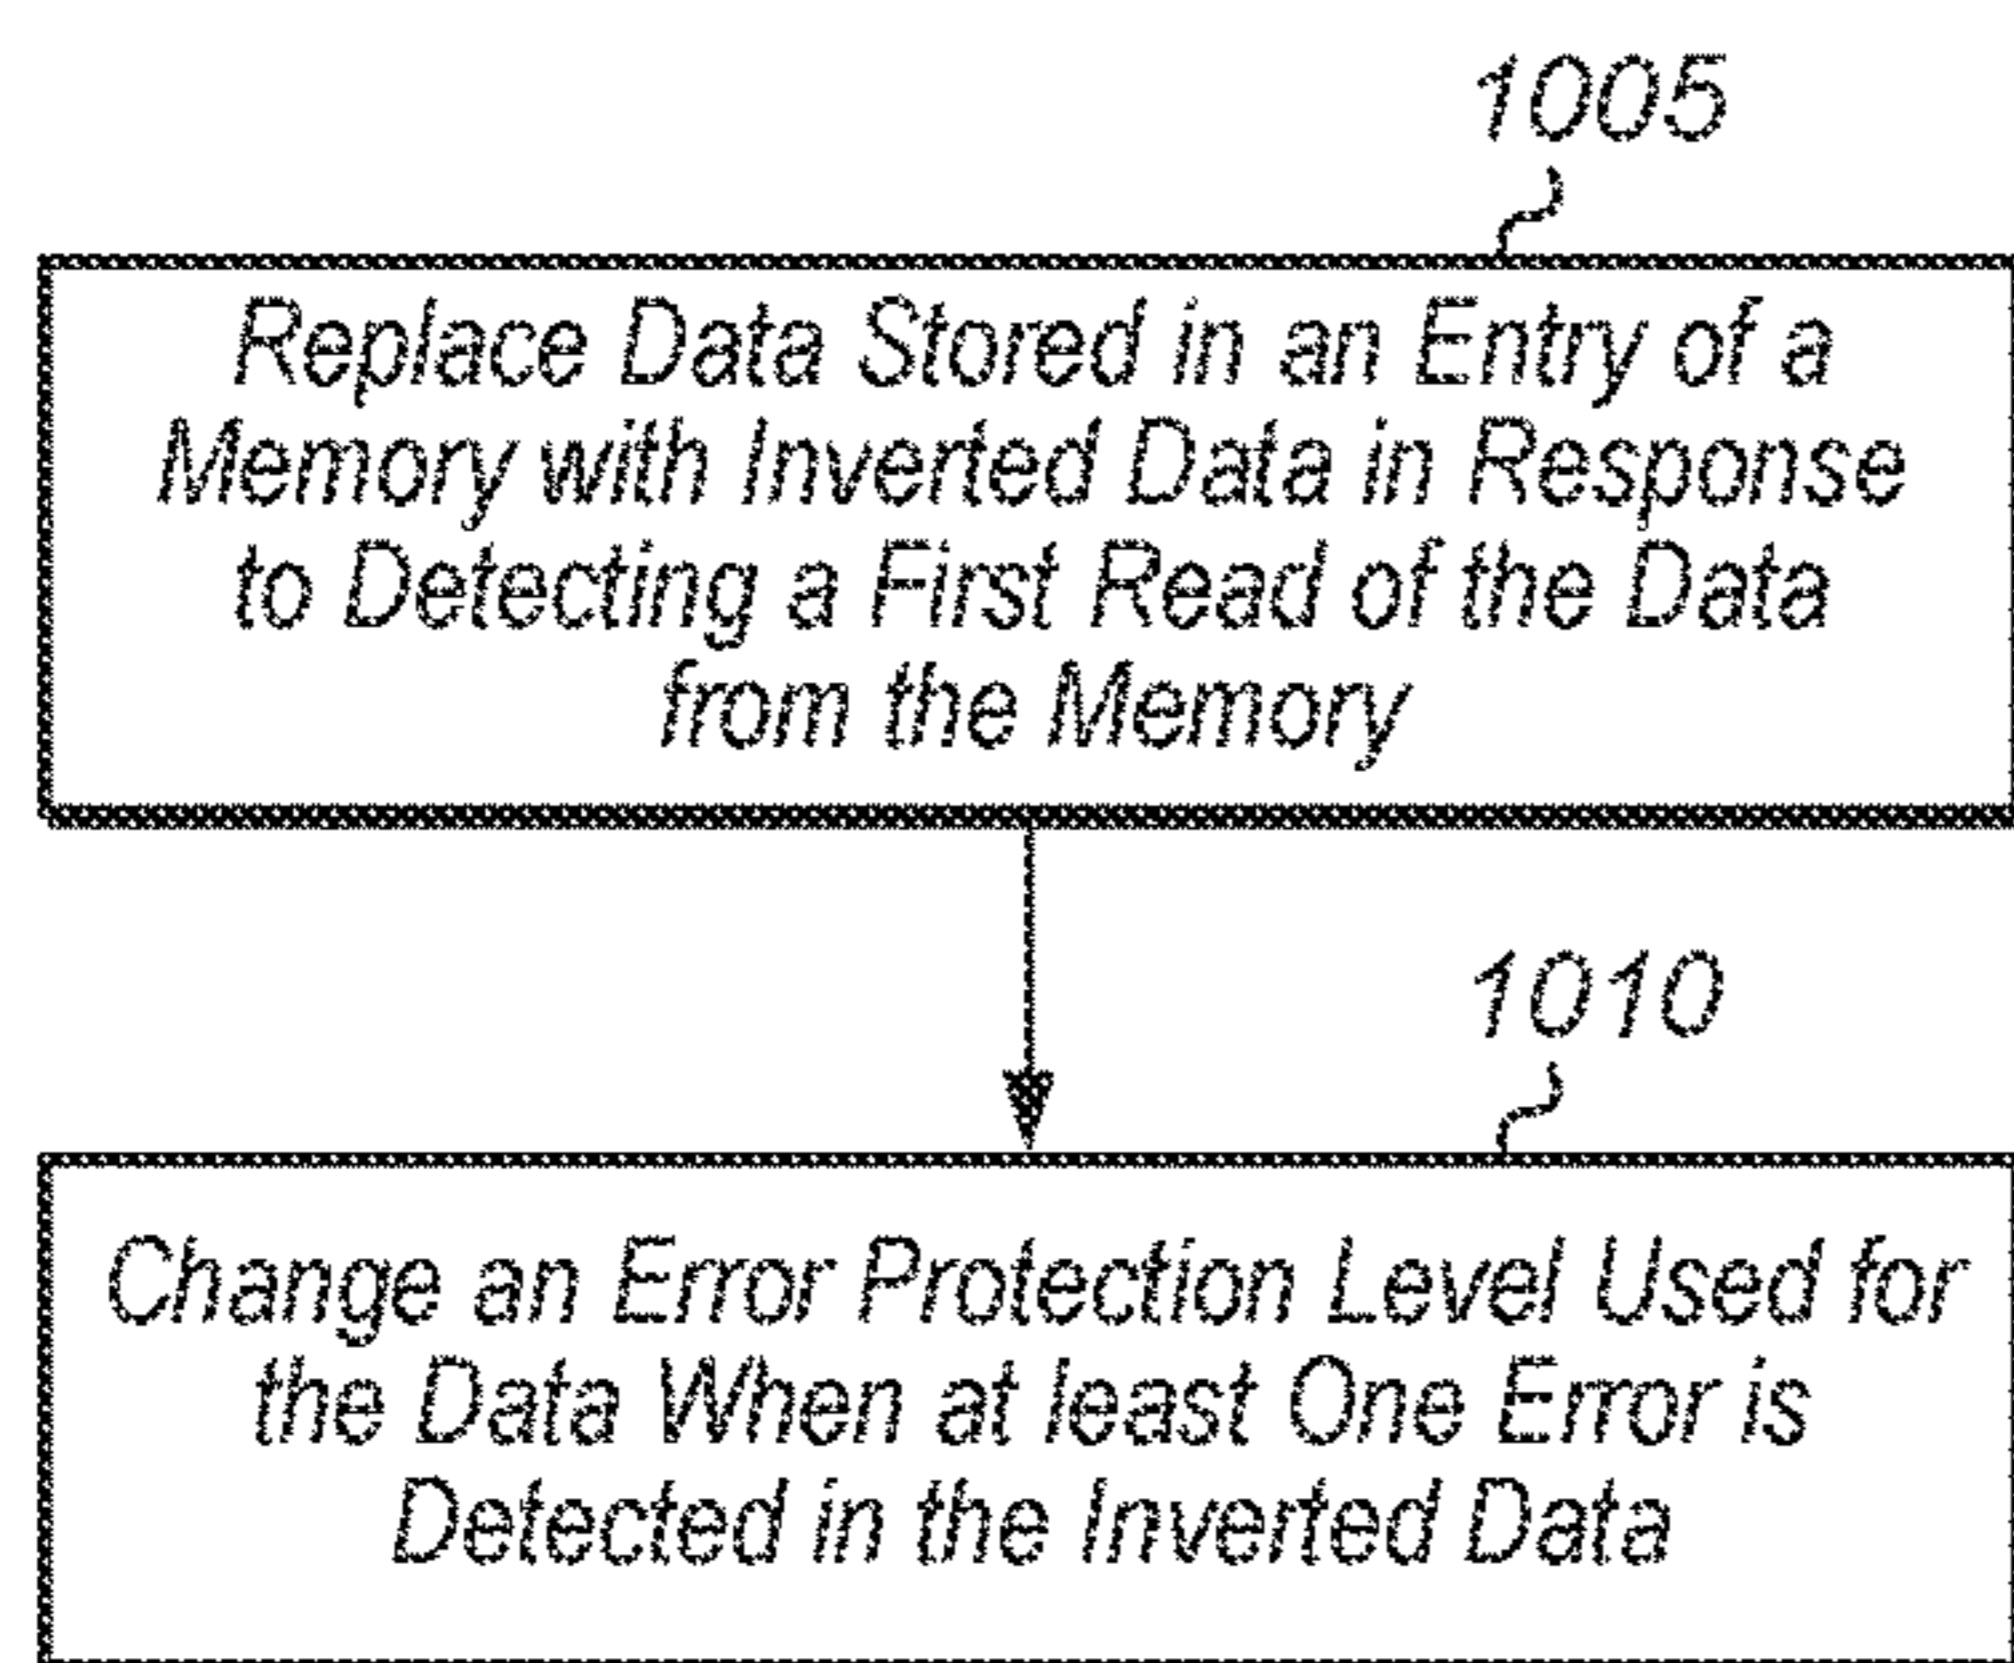 1005
Replace Data Stored in an Entry of a
Memory with Inverted Data in Response
to Detecting a First Read of the Data
from the Memory
1010
Change an Error Protection Level Used for
the Data When at least One Error is
Detected in the Inverted Data